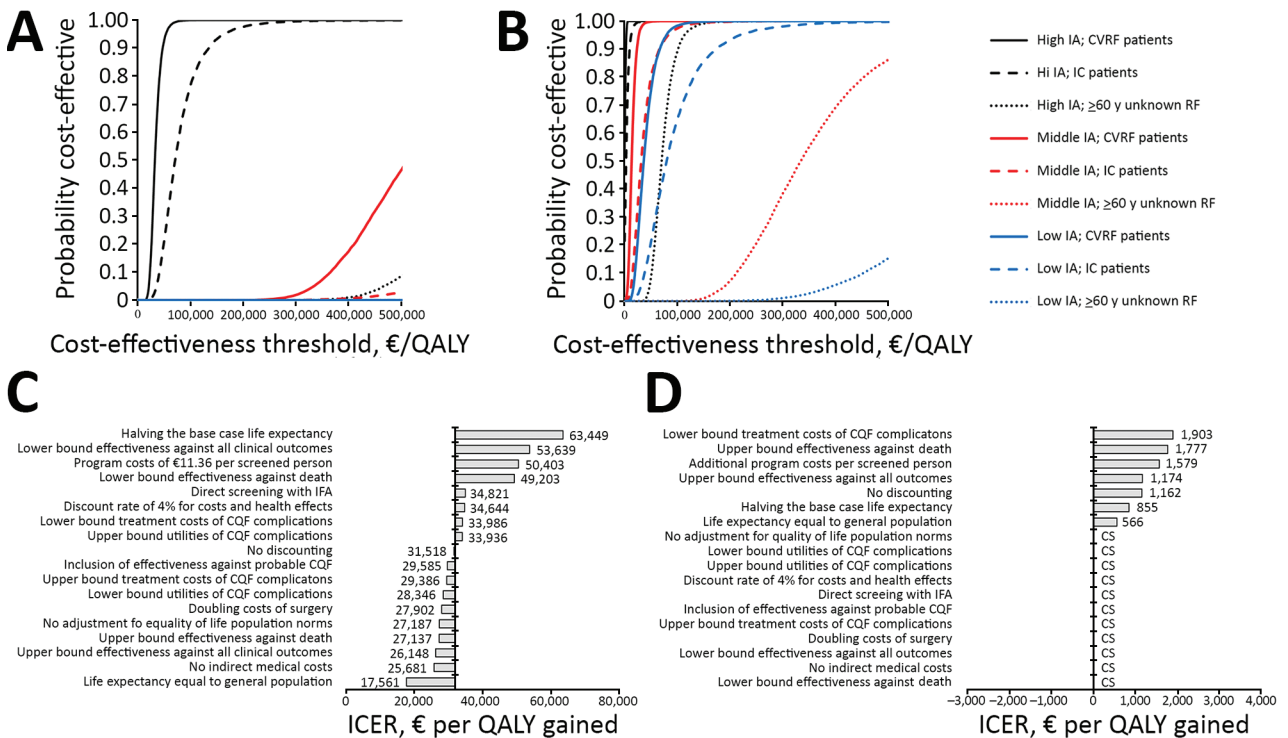 A
1.00
0.9
0.8
0.7
0.6
0.5
0.4
0.3
0.2
0.1
0
Probability cost-effective
0
100,000
200,000
300,000
400,000
500,000
Cost-effectiveness threshold, €/QALY
B
1.00
0.9
0.8
0.7
0.6
0.5
0.4
0.3
0.2
0.1
0
Probability cost-effective
0
100,000
200,000
300,000
400,000
500,000
Cost-effectiveness threshold, €/QALY
High IA; CVRF patients
Hi IA; IC patients
High IA; ≥60 y unknown RF
Middle IA; CVRF patients
Middle IA; IC patients
Middle IA; ≥60 y unknown RF
Low IA; CVRF patients
Low IA; IC patients
Low IA; ≥60 y unknown RF
C
Halving the base case life expectancy 63,449
Lower bound effectiveness against all clinical outcomes 53,639
Program costs of €11.36 per screened person 50,403
Lower bound effectiveness against death 49,203
Direct screening with IFA 34,821
Discount rate of 4% for costs and health effects 34,644
Lower bound treatment costs of CQF complications 33,986
Upper bound utilities of CQF complications 33,936
No discounting 31,518
Inclusion of effectiveness against probable CQF 29,585
Upper bound treatment costs of CQF complicatons 29,386
Lower bound utilities of CQF complications 28,346
Doubling costs of surgery 27,902
No adjustment fo equality of life population norms 27,187
Upper bound effectiveness against death 27,137
Upper bound effectiveness against all clinical outcomes 26,148
No indirect medical costs 25,681
Life expectancy equal to general population 17,561
0
20,000
40,000
60,000
80,000
ICER, € per QALY gained
D
Lower bound treatment costs of CQF complicatons 1,903
Upper bound effectiveness against death 1,777
Additional program costs per screened person 1,579
Upper bound effectiveness against all outcomes 1,174
No discounting 1,162
Halving the base case life expectancy 855
Life expectancy equal to general population 566
No adjustment for quality of life population norms CS
Lower bound utilities of CQF complications CS
Upper bound utilities of CQF complications CS
Discount rate of 4% for costs and health effects CS
Direct screeing with IFA CS
Inclusion of effectiveness against probable CQF CS
Upper bound treatment costs of CQF complications CS
Doubling costs of surgery CS
Lower bound effectiveness against all outcomes CS
No indirect medical costs CS
Lower bound effectiveness against death CS
−3,000
−2,000
−1,000
0
1,000
2,000
3,000
4,000
ICER, € per QALY gained